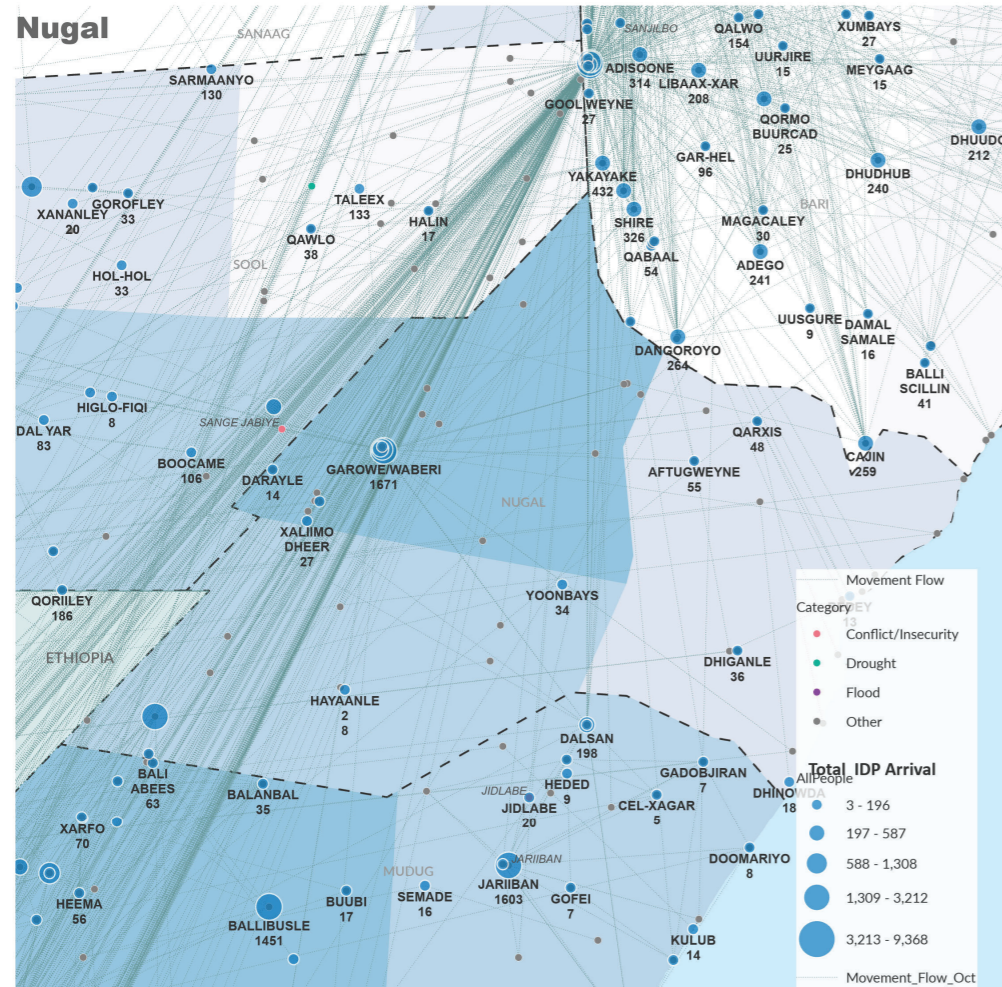 Nugal
SANAAG
SANJILBO
QALWO
154
XUMBAYS
27
UURJIRE
15
MEYGAAG
15
SARMAANYO
130
ADISOONE
314
LIBAAX-XAR
208
GOOLWEYNE
27
QORMO
BUURCAD
25
DHUUDO
212
GAR-HEL
96
DHUDHUB
240
YAKAYAKE
432
TALEEX
133
XANANLEY
20
GOROFLEY
33
HALIN
17
BARI
SHIRE
326
MAGACALEY
30
QAWLO
38
QABAAL
54
ADEGO
241
SOOL
HOL-HOL
33
UUSGURE
9
DAMAL
SAMALE
16
DANGOROYO
264
BALLI
SCILLIN
41
HIGLO-FIQI
8
SANGE JABIYE
DAL YAR
83
QARXIS
48
BOOCAME
106
DARAYLE
14
GAROWE/WABERI
1671
AFTUGWEYNE
55
CAJIN
259
NUGAL
XALIIMO
DHEER
27
YOONBAYS
34
QORIILEY
186
ETHIOPIA
DHIGANLE
36
HAYAANLE
2
8
DALSAN
198
BALI
ABEES
63
BALANBAL
35
HEDED
9
GADOBJIRAN
7
JIDLABE
JIDLABE
20
CEL-XAGAR
5
DHINOWDA
18
XARFO
70
DOOMARIYO
8
MUDUG
JARIIBAN
JARIIBAN
1603
HEEMA
56
BUUBI
17
SEMADE
16
GOFEI
7
BALLIBUSLE
1451
KULUB
14
Movement Flow
Category
13
Conflict/Insecurity
Drought
Flood
Other
Total IDP Arrival
AllPeople
3 - 196
197 - 587
588 - 1,308
1,309 - 3,212
3,213 - 9,368
Movement_Flow_Oct